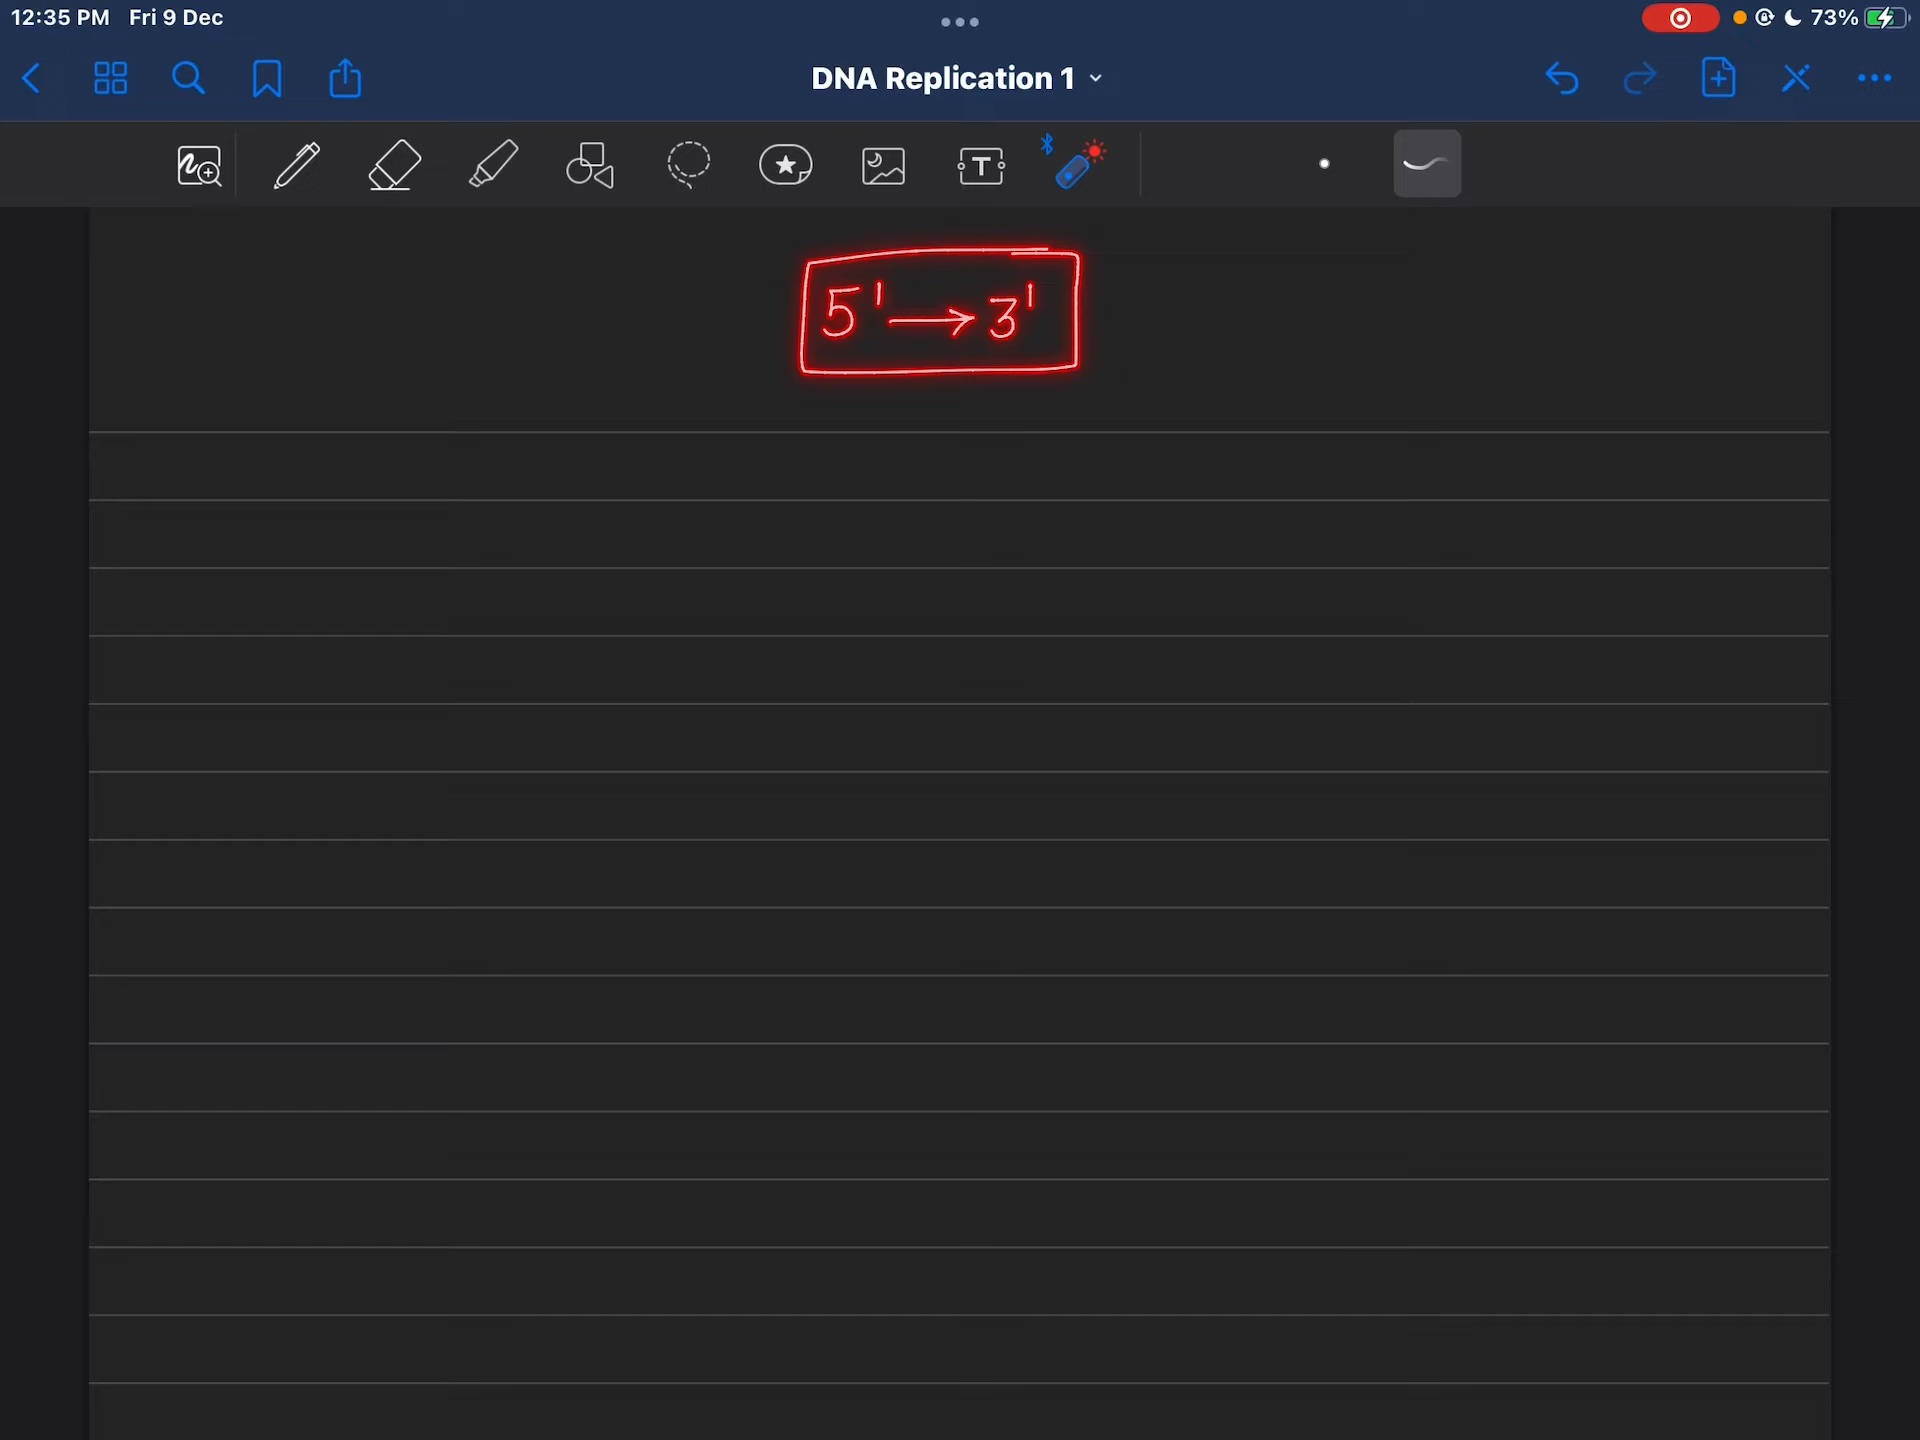 12:35 PM Fri 9 Dec
73%
DNA Replication 1
T
5' → 3'